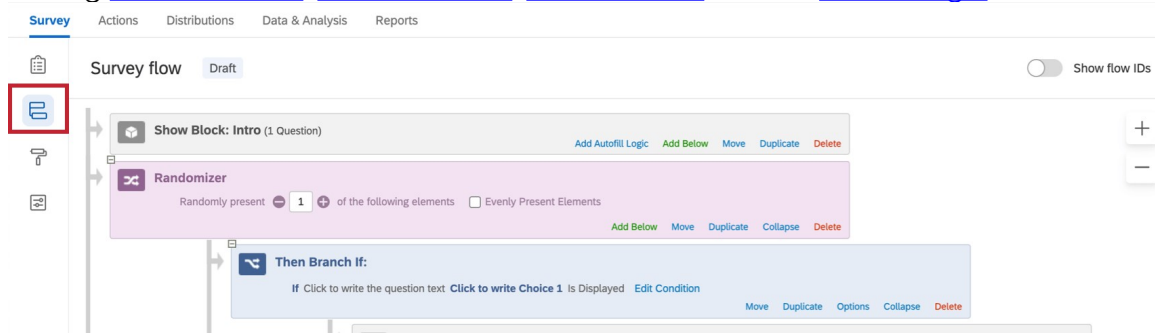 Survey Actions Distributions Data & Analysis Reports
Survey flow Draft Show flow IDs
Show Block: Intro (1 Question)
Add Autofill Logic Add Below Move Duplicate Delete
Randomizer
Randomly present 1 of the following elements Evenly Present Elements
Add Below Move Duplicate Collapse Delete
Then Branch If:
If Click to write the question text Click to write Choice 1 Is Displayed Edit Condition
Move Duplicate Options Collapse Delete